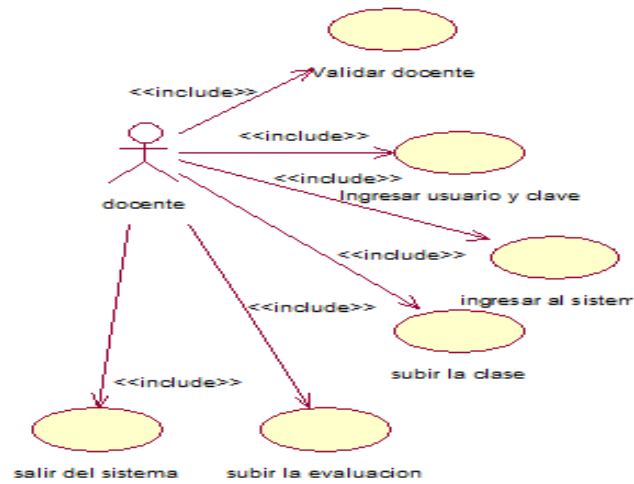 Validar docente
<<include>>
<<include>>
<<include>>
Ingresar usuario y clave
docente
<<include>>
ingresar al sistem
<<include>>
subir la clase
<<include>>
salir del sistema
subir la evaluacion